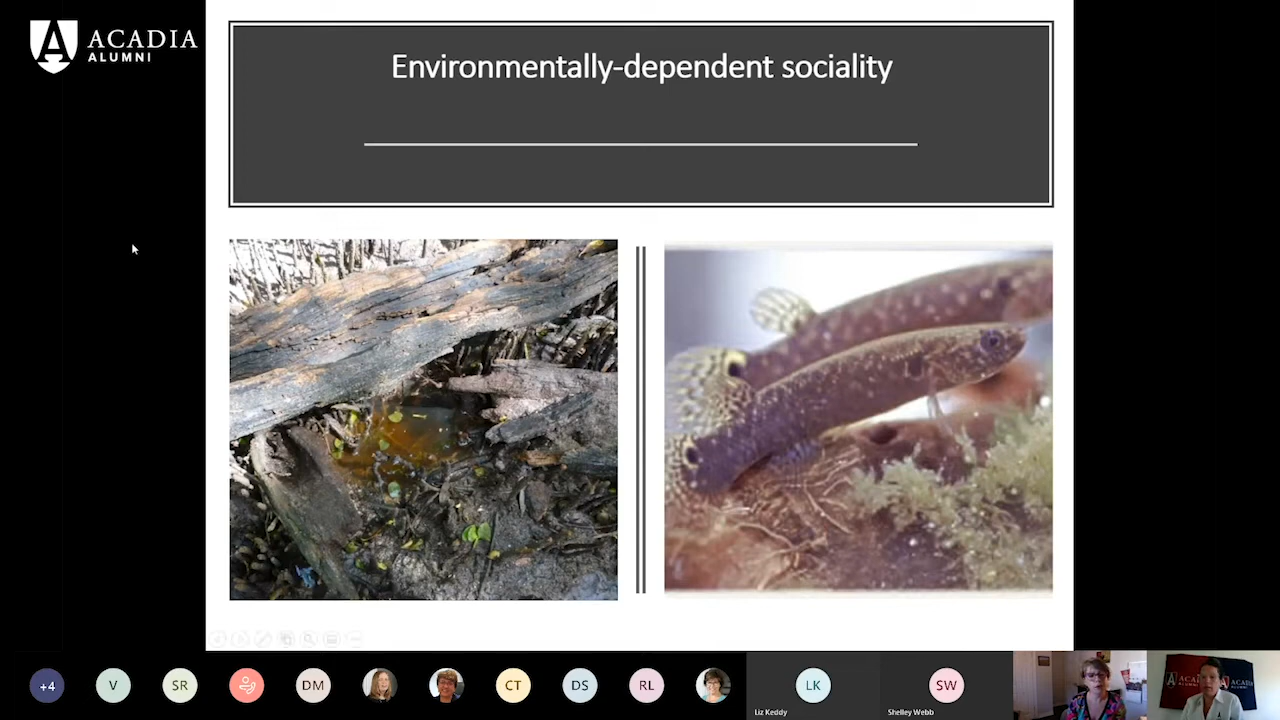 ACADIA
ALUMNI
Environmentally-dependent sociality
+4
V
SR
DM
CT
DS
RL
LK
SW
Liz Keddy
Shelley Webb